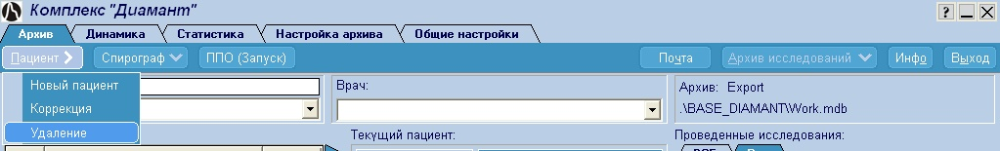 Комплекс "Диамант"
? _ X
Архив Динамика Статистика Настройка архива Общие настройки
Пациент Спирограф ППО (Запуск) Почта Архив исследований Инфо Выход
Новый пациент
Коррекция
Удаление
Врач:
Архив: Export
.\BASE_DIAMANT\Work.mdb
Текущий пациент:
Проведенные исследования:
ВСЕ